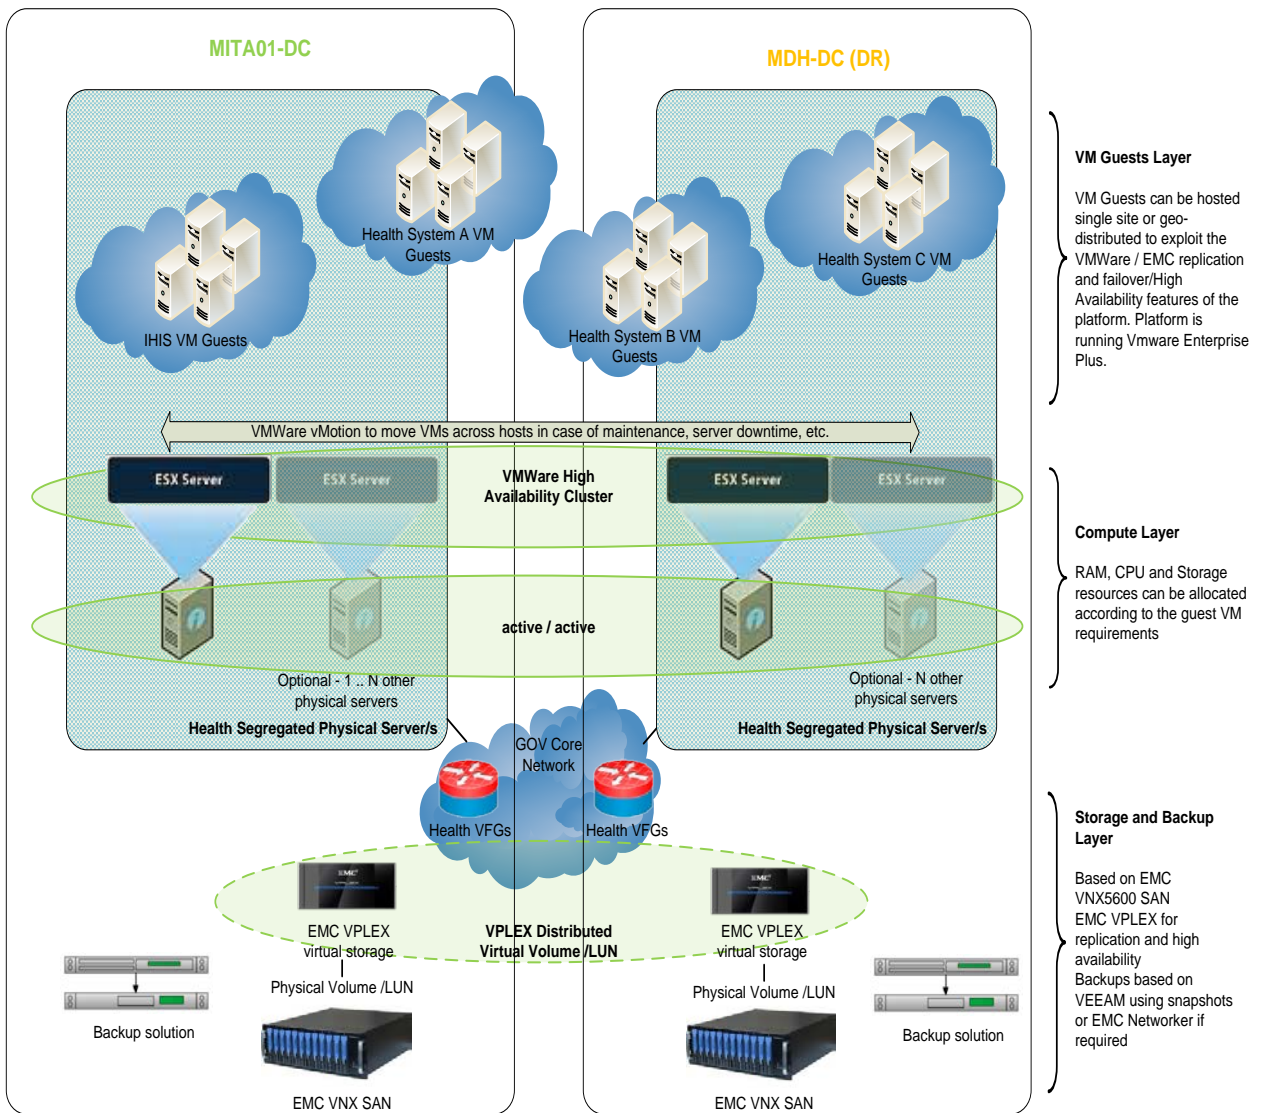 MITA01-DC
MDH-DC (DR)
Health System A VM
Guests
IHIS VM Guests
Health System C VM
Guests
Health System B VM
Guests
VM Guests Layer
VM Guests can be hosted
single site or geo-
distributed to exploit the
VMWare / EMC replication
and failover/High
Availability features of the
platform. Platform is
running Vmware Enterprise
Plus.
VMWare vMotion to move VMs across hosts in case of maintenance, server downtime, etc.
ESX Server
ESX Server
VMWare High
Availability Cluster
ESX Server
ESX Server
active / active
Compute Layer
RAM, CPU and Storage
resources can be allocated
according to the guest VM
requirements
Optional - 1 .. N other
physical servers
Health Segregated Physical Server/s
Optional - N other
physical servers
Health Segregated Physical Server/s
GOV Core
Network
Health VFGs
Health VFGs
EMC²
EMC VPLEX
virtual storage
VPLEX Distributed
Virtual Volume /LUN
EMC²
EMC VPLEX
virtual storage
Physical Volume /LUN
Physical Volume /LUN
Backup solution
Backup solution
EMC VNX SAN
EMC VNX SAN
Storage and Backup
Layer
Based on EMC
VNX5600 SAN
EMC VPLEX for
replication and high
availability
Backups based on
VEEAM using snapshots
or EMC Networker if
required